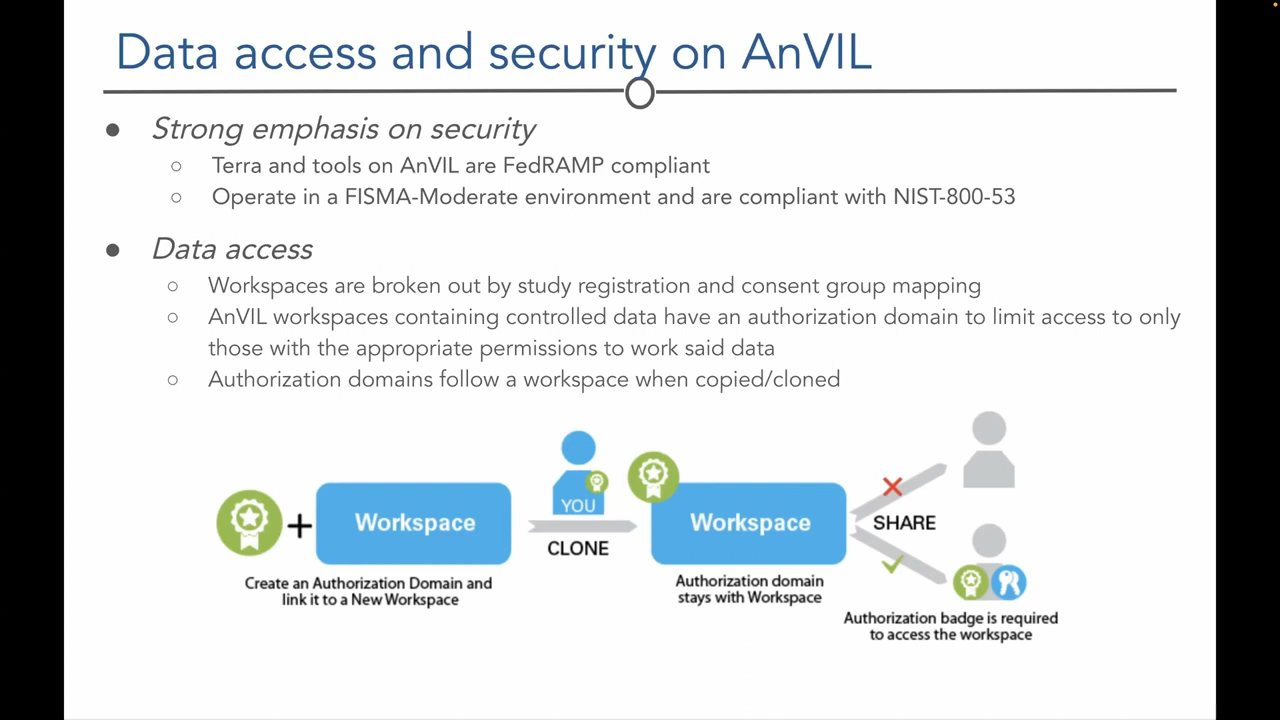 Data access and security on AnVIL
● Strong emphasis on security
○ Terra and tools on AnVIL are FedRAMP compliant
○ Operate in a FISMA-Moderate environment and are compliant with NIST-800-53
● Data access
○ Workspaces are broken out by study registration and consent group mapping
○ AnVIL workspaces containing controlled data have an authorization domain to limit access to only
those with the appropriate permissions to work said data
○ Authorization domains follow a workspace when copied/cloned
+
Workspace
Create an Authorization Domain and
link it to a New Workspace
YOU
CLONE
Workspace
Authorization domain
stays with Workspace
SHARE
Authorization badge is required
to access the workspace